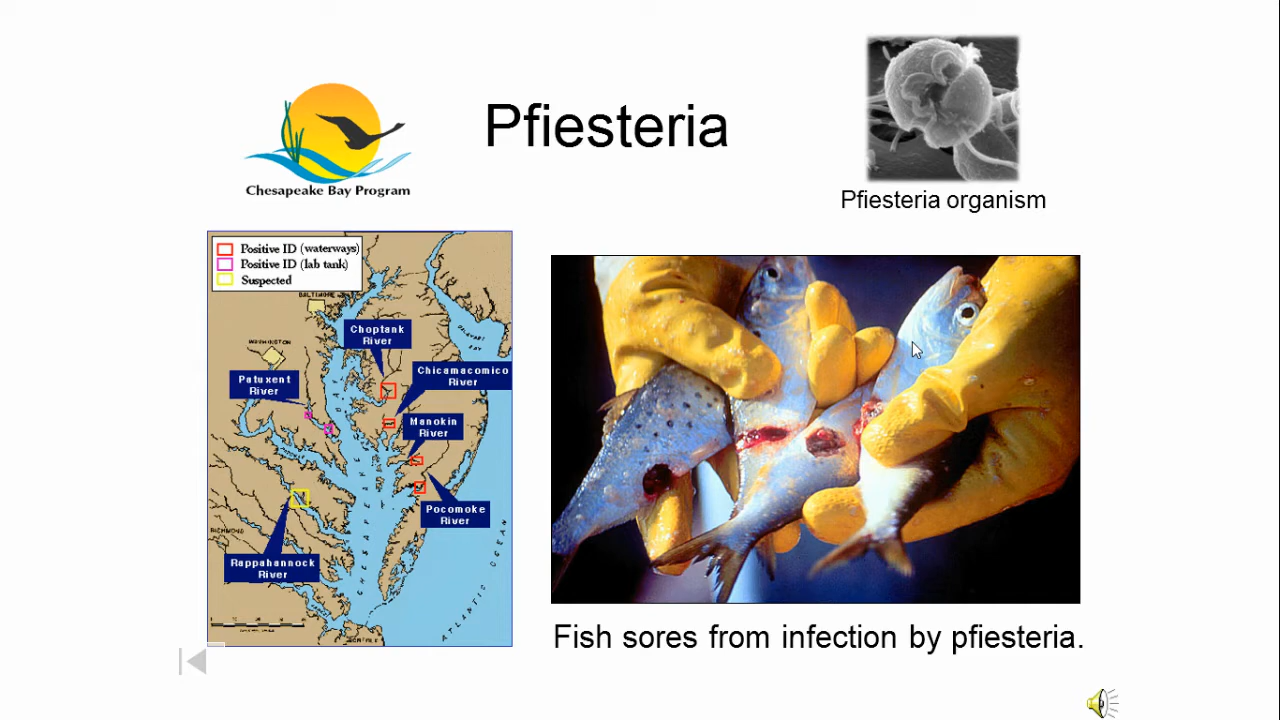 Pfiesteria
Chesapeake Bay Program
Pfiesteria organism
Positive ID (waterways)
Positive ID (lab tank)
Suspected
BALTIMORE
Choptank
River
WASHINGTON
Chicamacomico
River
Patuxent
River
Manokin
River
Pocomoke
River
RICHMOND
Rappahannock
River
CHESAPEAKE
BAY
DELAWARE
BAY
ATLANTIC OCEAN
NORFOLK
Fish sores from infection by pfiesteria.